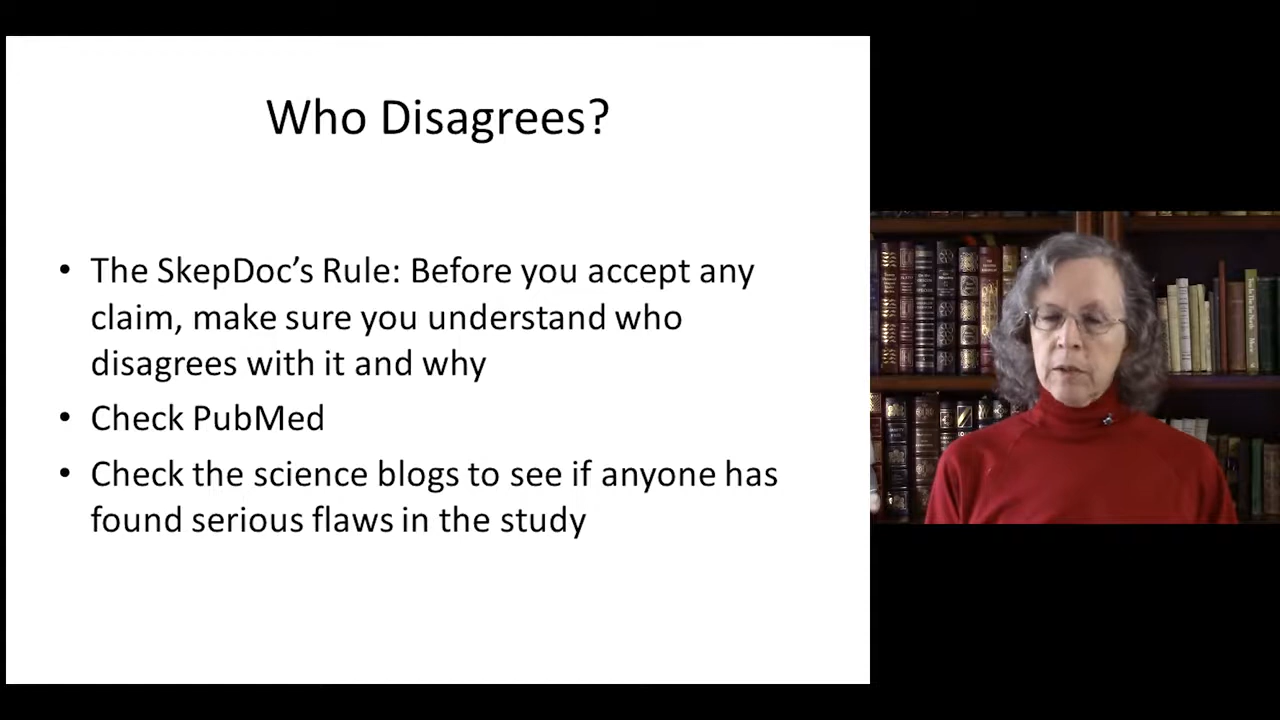 Who Disagrees?
• The SkepDoc’s Rule: Before you accept any
claim, make sure you understand who
disagrees with it and why
• Check PubMed
• Check the science blogs to see if anyone has
found serious flaws in the study